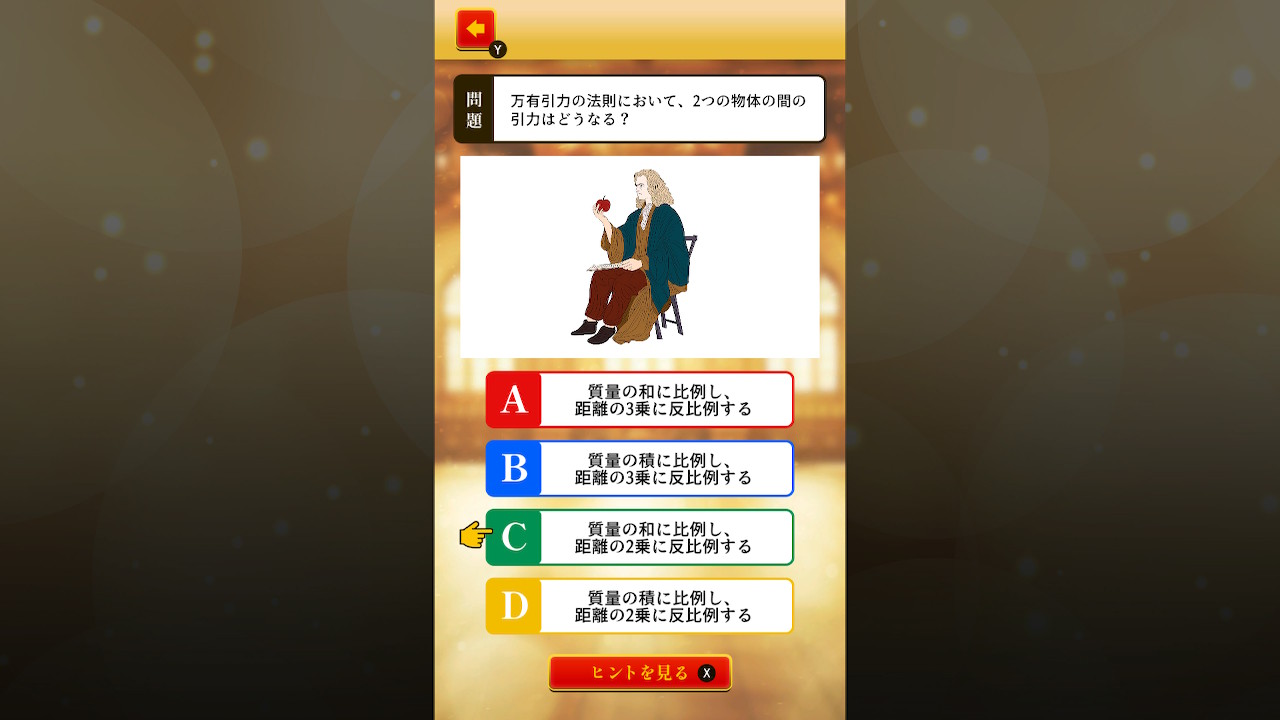 Y
問題
万有引力の法則において、2つの物体の間の
引力はどうなる？
A
質量の和に比例し、
距離の3乗に反比例する
B
質量の積に比例し、
距離の3乗に反比例する
C
質量の和に比例し、
距離の2乗に反比例する
D
質量の積に比例し、
距離の2乗に反比例する
ヒントを見る X